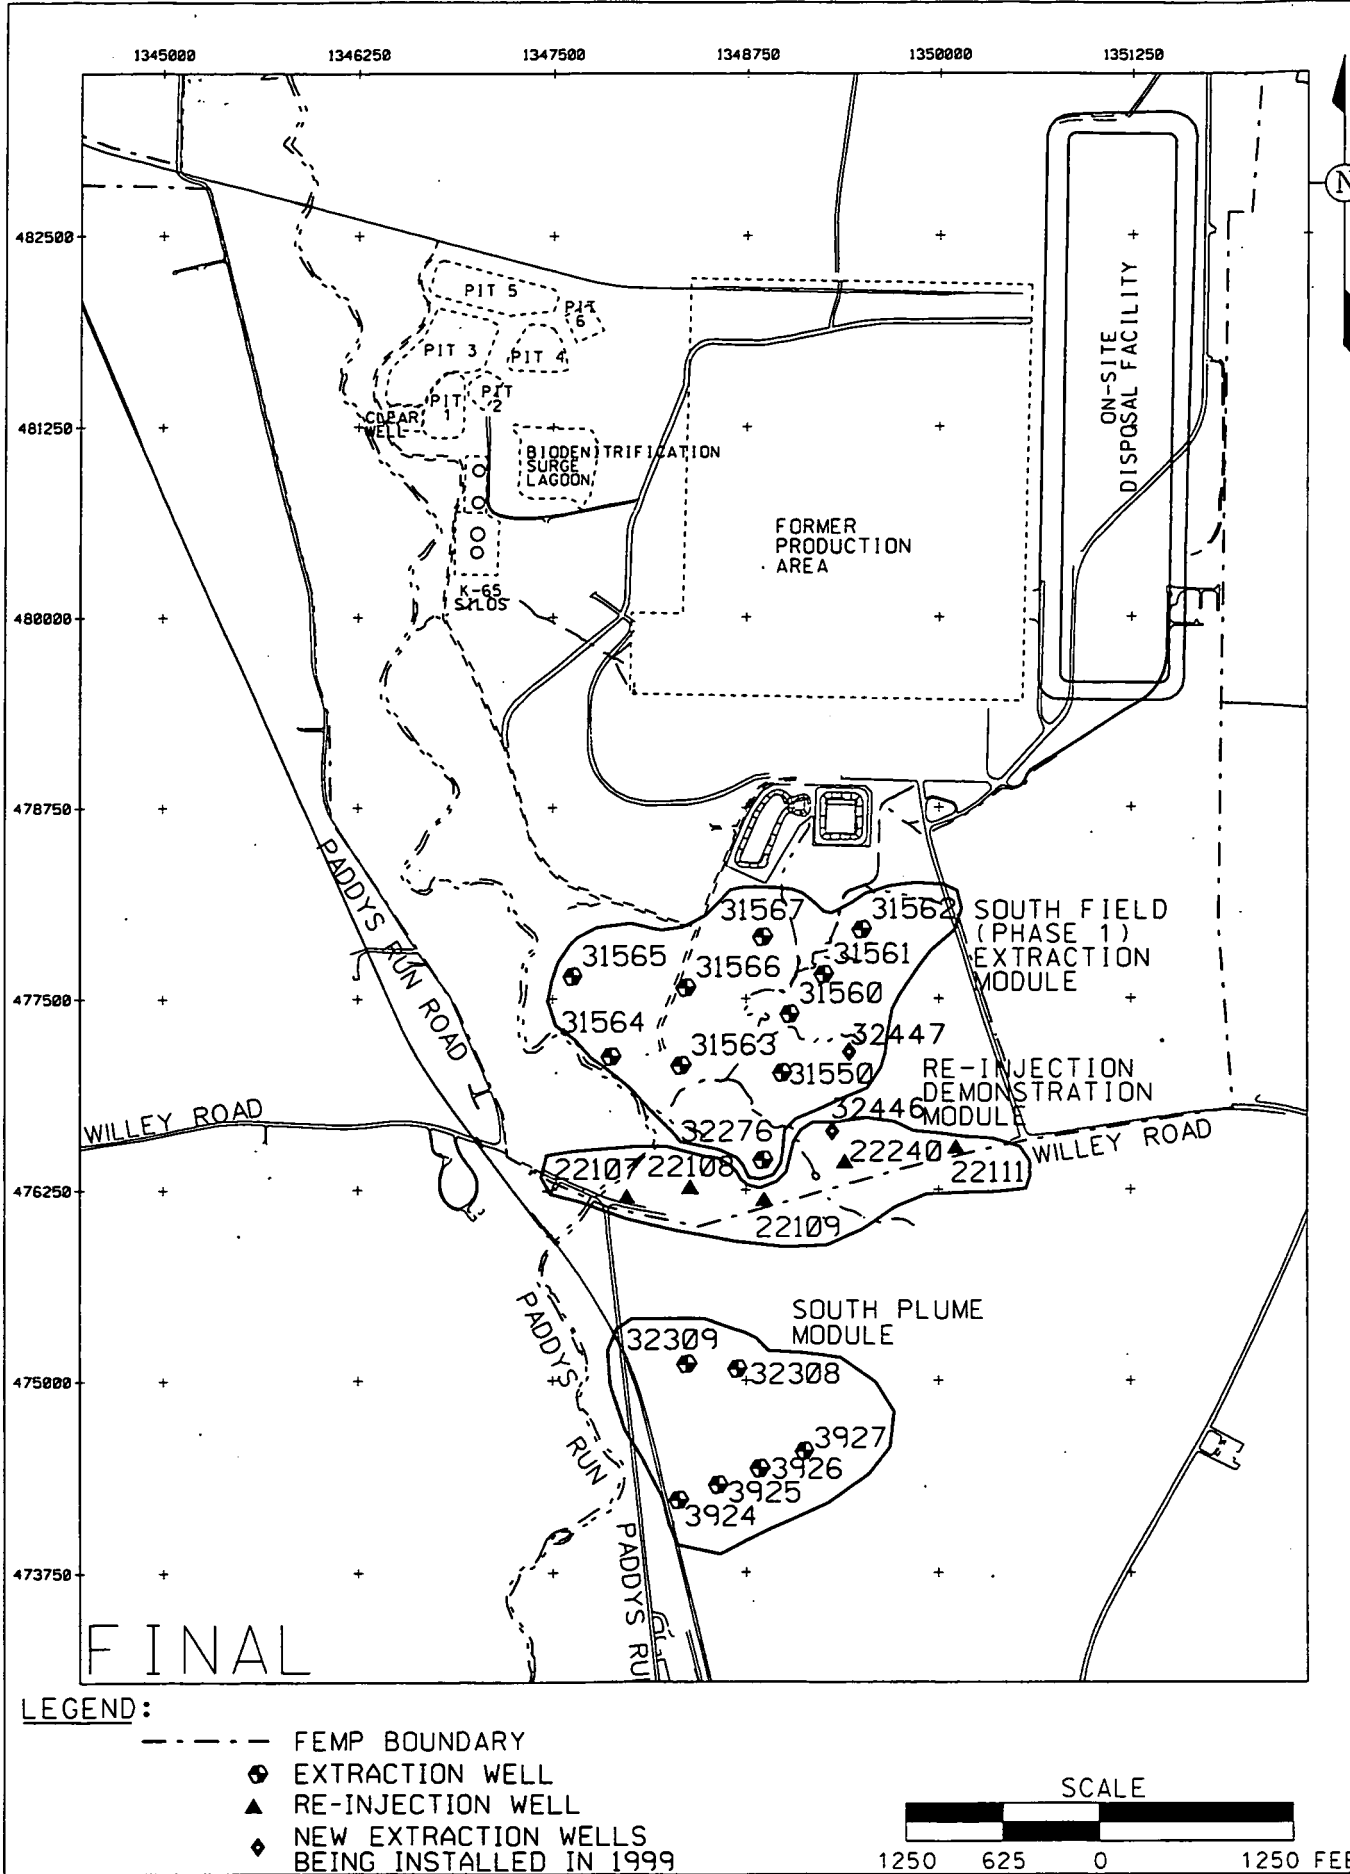 1345000 1346250 1347500 1348750 1350000 1351250
N
482500
481250
480000
478750
477500
476250
475000
473750
PIT 5
PIT
6
PIT 3
PIT 4
PIT
1
PIT
2
CLEAR
WELL
BIODENITRIFICATION
SURGE
LAGOON
K-65
SILOS
FORMER
PRODUCTION
AREA
ON-SITE
DISPOSAL FACILITY
PADDYS RUN ROAD
SOUTH FIELD
(PHASE 1)
EXTRACTION
MODULE
31567
31562
31565
31566
31561
31560
31564
31563
32447
31550
RE-INJECTION
DEMONSTRATION
MODULE
32446
32276
WILLEY ROAD
WILLEY ROAD
22107
22108
22240
22111
22109
PADDYS RUN
SOUTH PLUME
MODULE
32309
32308
3927
3926
3925
3924
PADDYS RU
FINAL
LEGEND:
FEMP BOUNDARY
EXTRACTION WELL
RE-INJECTION WELL
NEW EXTRACTION WELLS
BEING INSTALLED IN 1999
SCALE
1250 625 0 1250 FEE